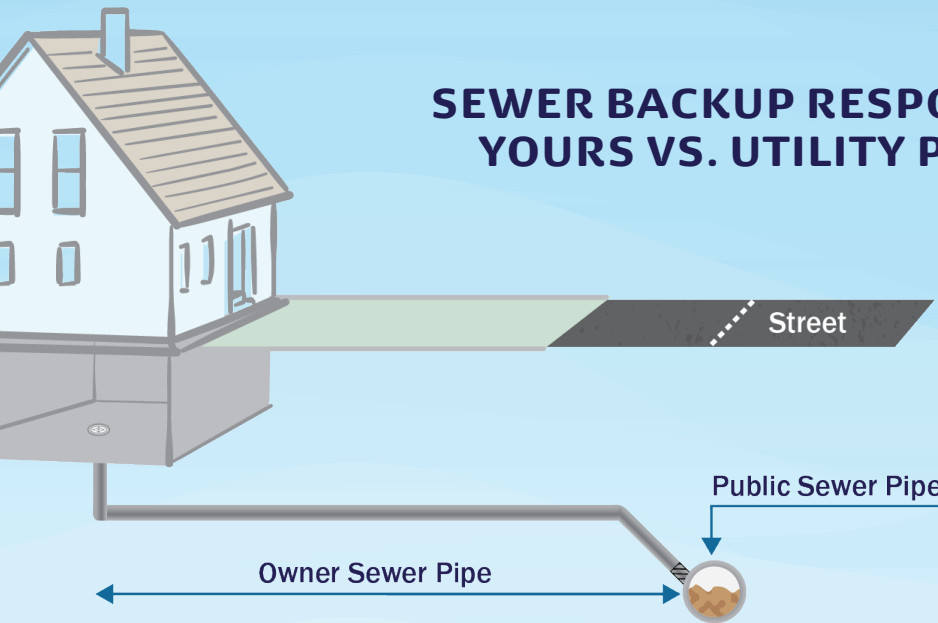 SEWER BACKUP RESPO
YOURS VS. UTILITY P
Street
Public Sewer Pipe
Owner Sewer Pipe